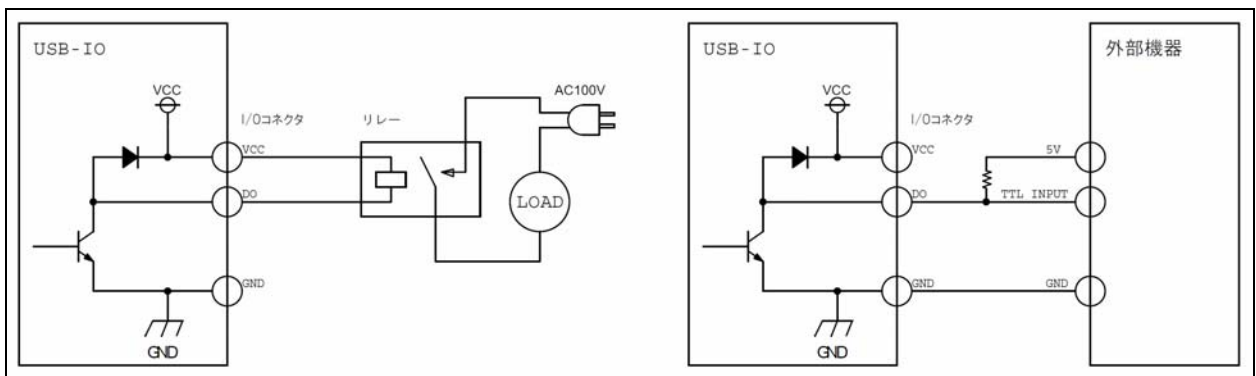 USB-IO
VCC
I/Oコネクタ
リレー
AC100V
VCC
DO
LOAD
GND
GND
USB-IO
外部機器
VCC
I/Oコネクタ
VCC
5V
DO
TTL INPUT
GND
GND
GND